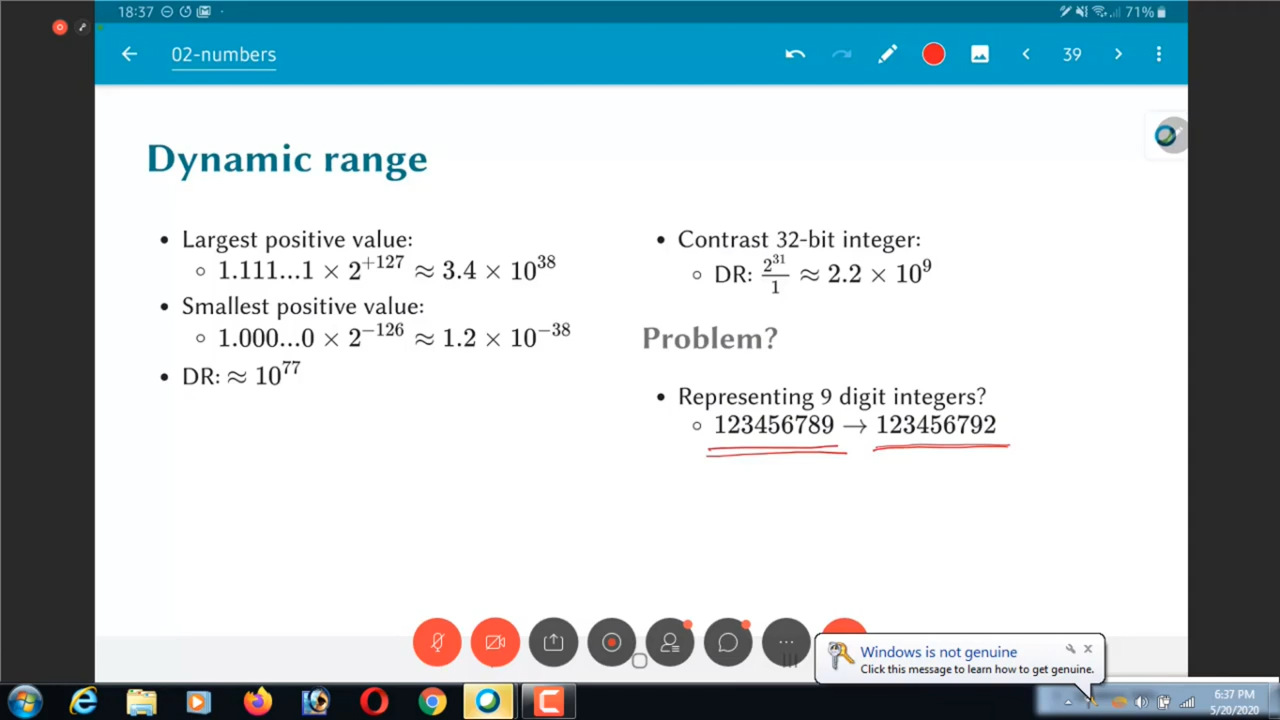 18:37 71%
02-numbers 39
Dynamic range
• Largest positive value:
◦ 1.111...1 × 2^{+127} ≈ 3.4 × 10^{38}
• Smallest positive value:
◦ 1.000...0 × 2^{−126} ≈ 1.2 × 10^{−38}
• DR: ≈ 10^{77}
• Contrast 32-bit integer:
◦ DR: \frac{2^{31}}{1} ≈ 2.2 × 10^{9}
Problem?
• Representing 9 digit integers?
◦ 123456789 → 123456792
Windows is not genuine
Click this message to learn how to get genuine.
6:37 PM
5/20/2020